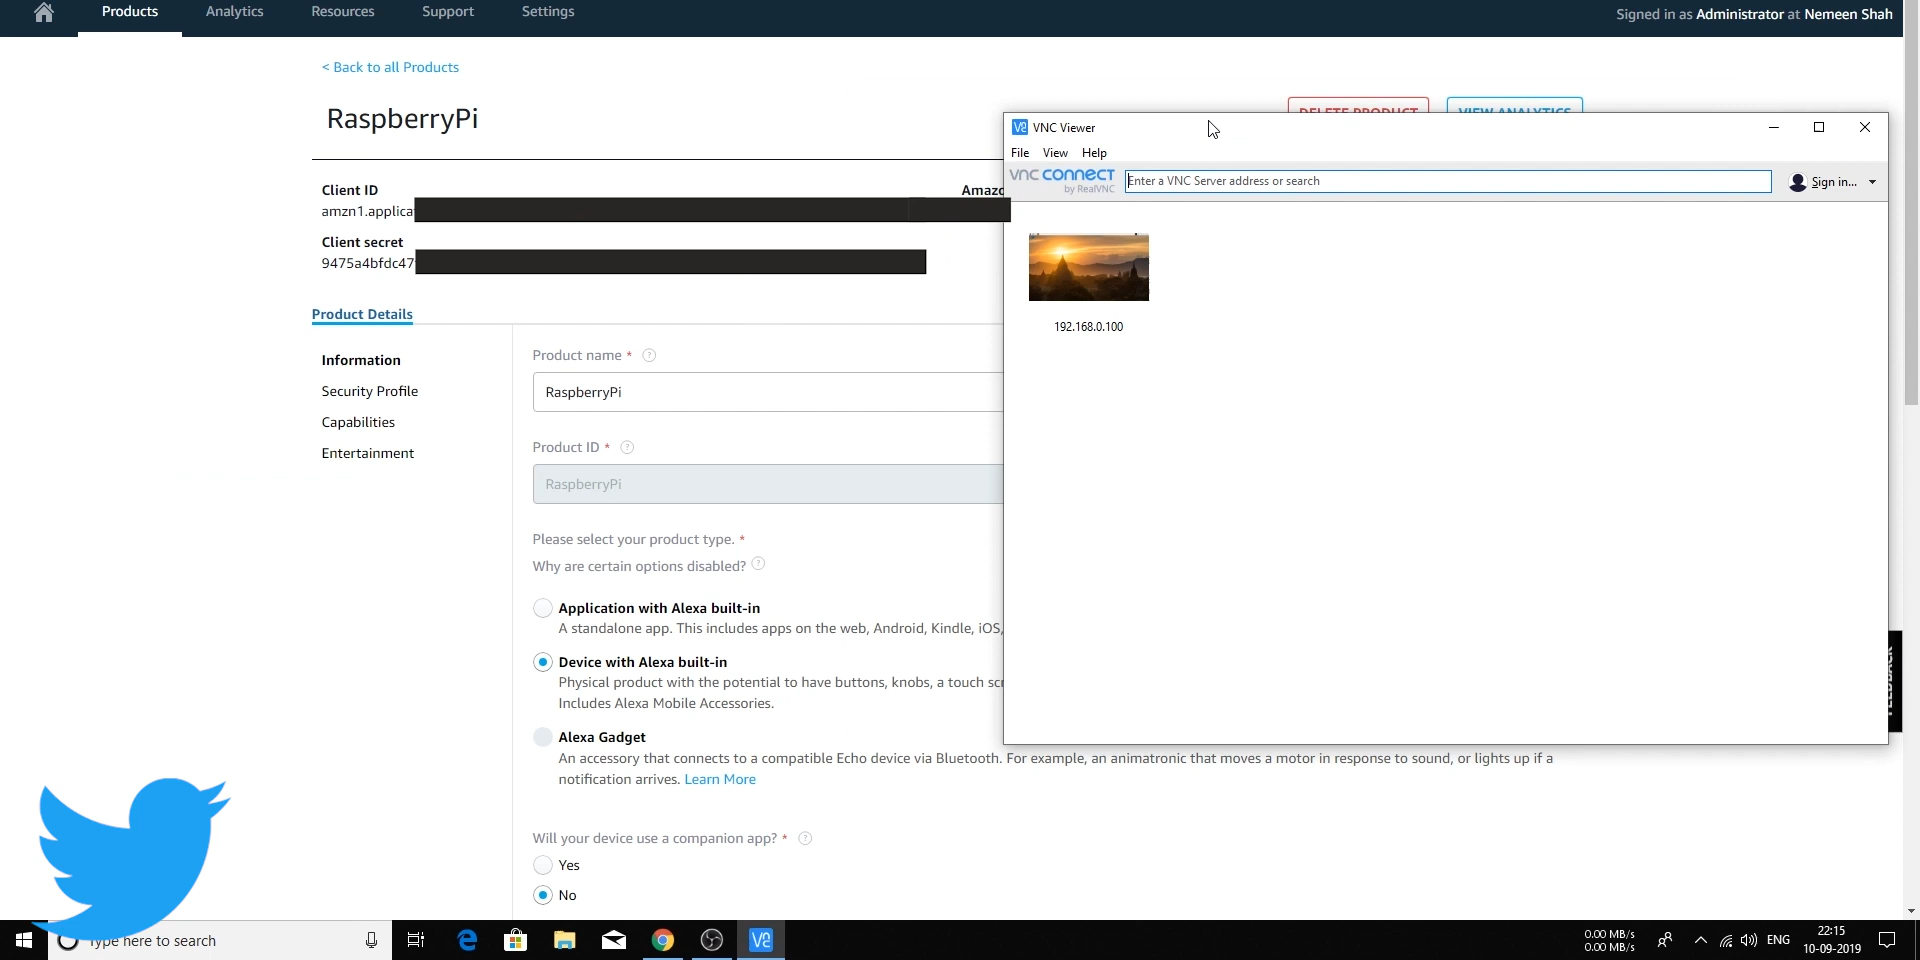 Products Analytics Resources Support Settings
Signed in as Administrator at Nemeen Shah
< Back to all Products
RaspberryPi
DELETE PRODUCT VIEW ANALYTICS
Client ID
amzn1.applica
Amazo
Client secret
9475a4bfdc47
Product Details
Information
Security Profile
Capabilities
Entertainment
Product name * ?
RaspberryPi
Product ID * ?
RaspberryPi
Please select your product type. *
Why are certain options disabled? ?
Application with Alexa built-in
A standalone app. This includes apps on the web, Android, Kindle, iOS,
Device with Alexa built-in
Physical product with the potential to have buttons, knobs, a touch scr
Includes Alexa Mobile Accessories.
Alexa Gadget
An accessory that connects to a compatible Echo device via Bluetooth. For example, an animatronic that moves a motor in response to sound, or lights up if a
notification arrives. Learn More
Will your device use a companion app? * ?
Yes
No
VNC Viewer
File View Help
vnc connect
by RealVNC
Enter a VNC Server address or search
Sign in...
192.168.0.100
FEEDBACK
Type here to search
0.00 MB/s
0.00 MB/s
ENG
22:15
10-09-2019